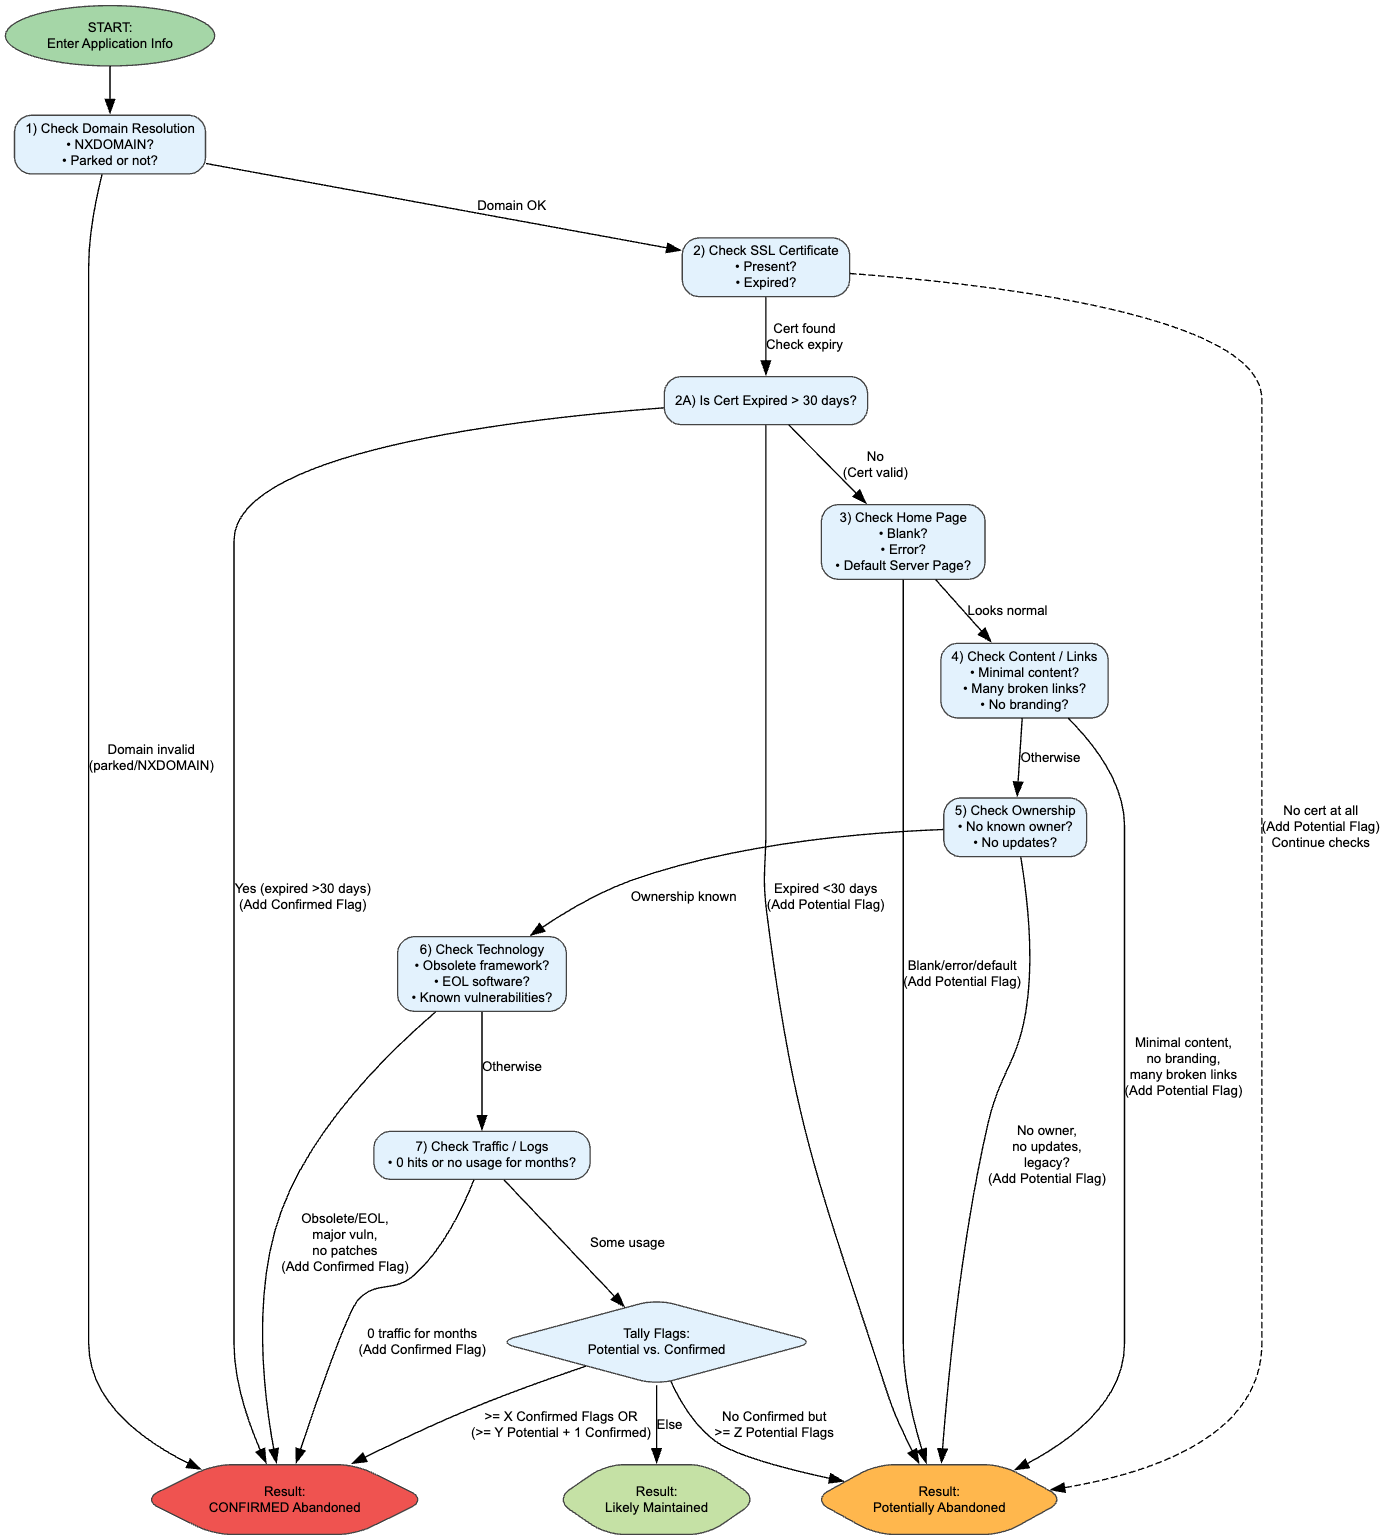 START:
Enter Application Info
1) Check Domain Resolution
• NXDOMAIN?
• Parked or not?
Domain OK
2) Check SSL Certificate
• Present?
• Expired?
Cert found
Check expiry
2A) Is Cert Expired > 30 days?
No
(Cert valid)
3) Check Home Page
• Blank?
• Error?
• Default Server Page?
Looks normal
4) Check Content / Links
• Minimal content?
• Many broken links?
• No branding?
Domain invalid
(parked/NXDOMAIN)
Otherwise
5) Check Ownership
• No known owner?
• No updates?
No cert at all
(Add Potential Flag)
Continue checks
Yes (expired >30 days)
(Add Confirmed Flag)
Ownership known
Expired <30 days
(Add Potential Flag)
6) Check Technology
• Obsolete framework?
• EOL software?
• Known vulnerabilities?
Blank/error/default
(Add Potential Flag)
Otherwise
Minimal content,
no branding,
many broken links
(Add Potential Flag)
7) Check Traffic / Logs
• 0 hits or no usage for months?
No owner,
no updates,
legacy?
(Add Potential Flag)
Obsolete/EOL,
major vuln,
no patches
(Add Confirmed Flag)
Some usage
0 traffic for months
(Add Confirmed Flag)
Tally Flags:
Potential vs. Confirmed
>= X Confirmed Flags OR
(>= Y Potential + 1 Confirmed)
Else
No Confirmed but
>= Z Potential Flags
Result:
CONFIRMED Abandoned
Result:
Likely Maintained
Result:
Potentially Abandoned